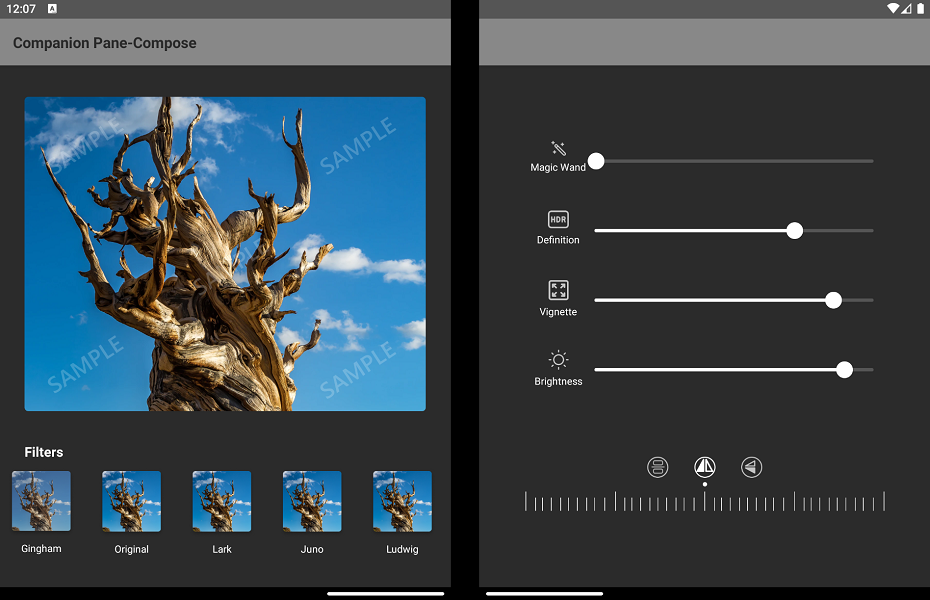 12:07 A
Companion Pane-Compose
SAMPLE
SAMPLE
SAMPLE
SAMPLE
Filters
Gingham
Original
Lark
Juno
Ludwig
Magic Wand
HDR
Definition
Vignette
Brightness